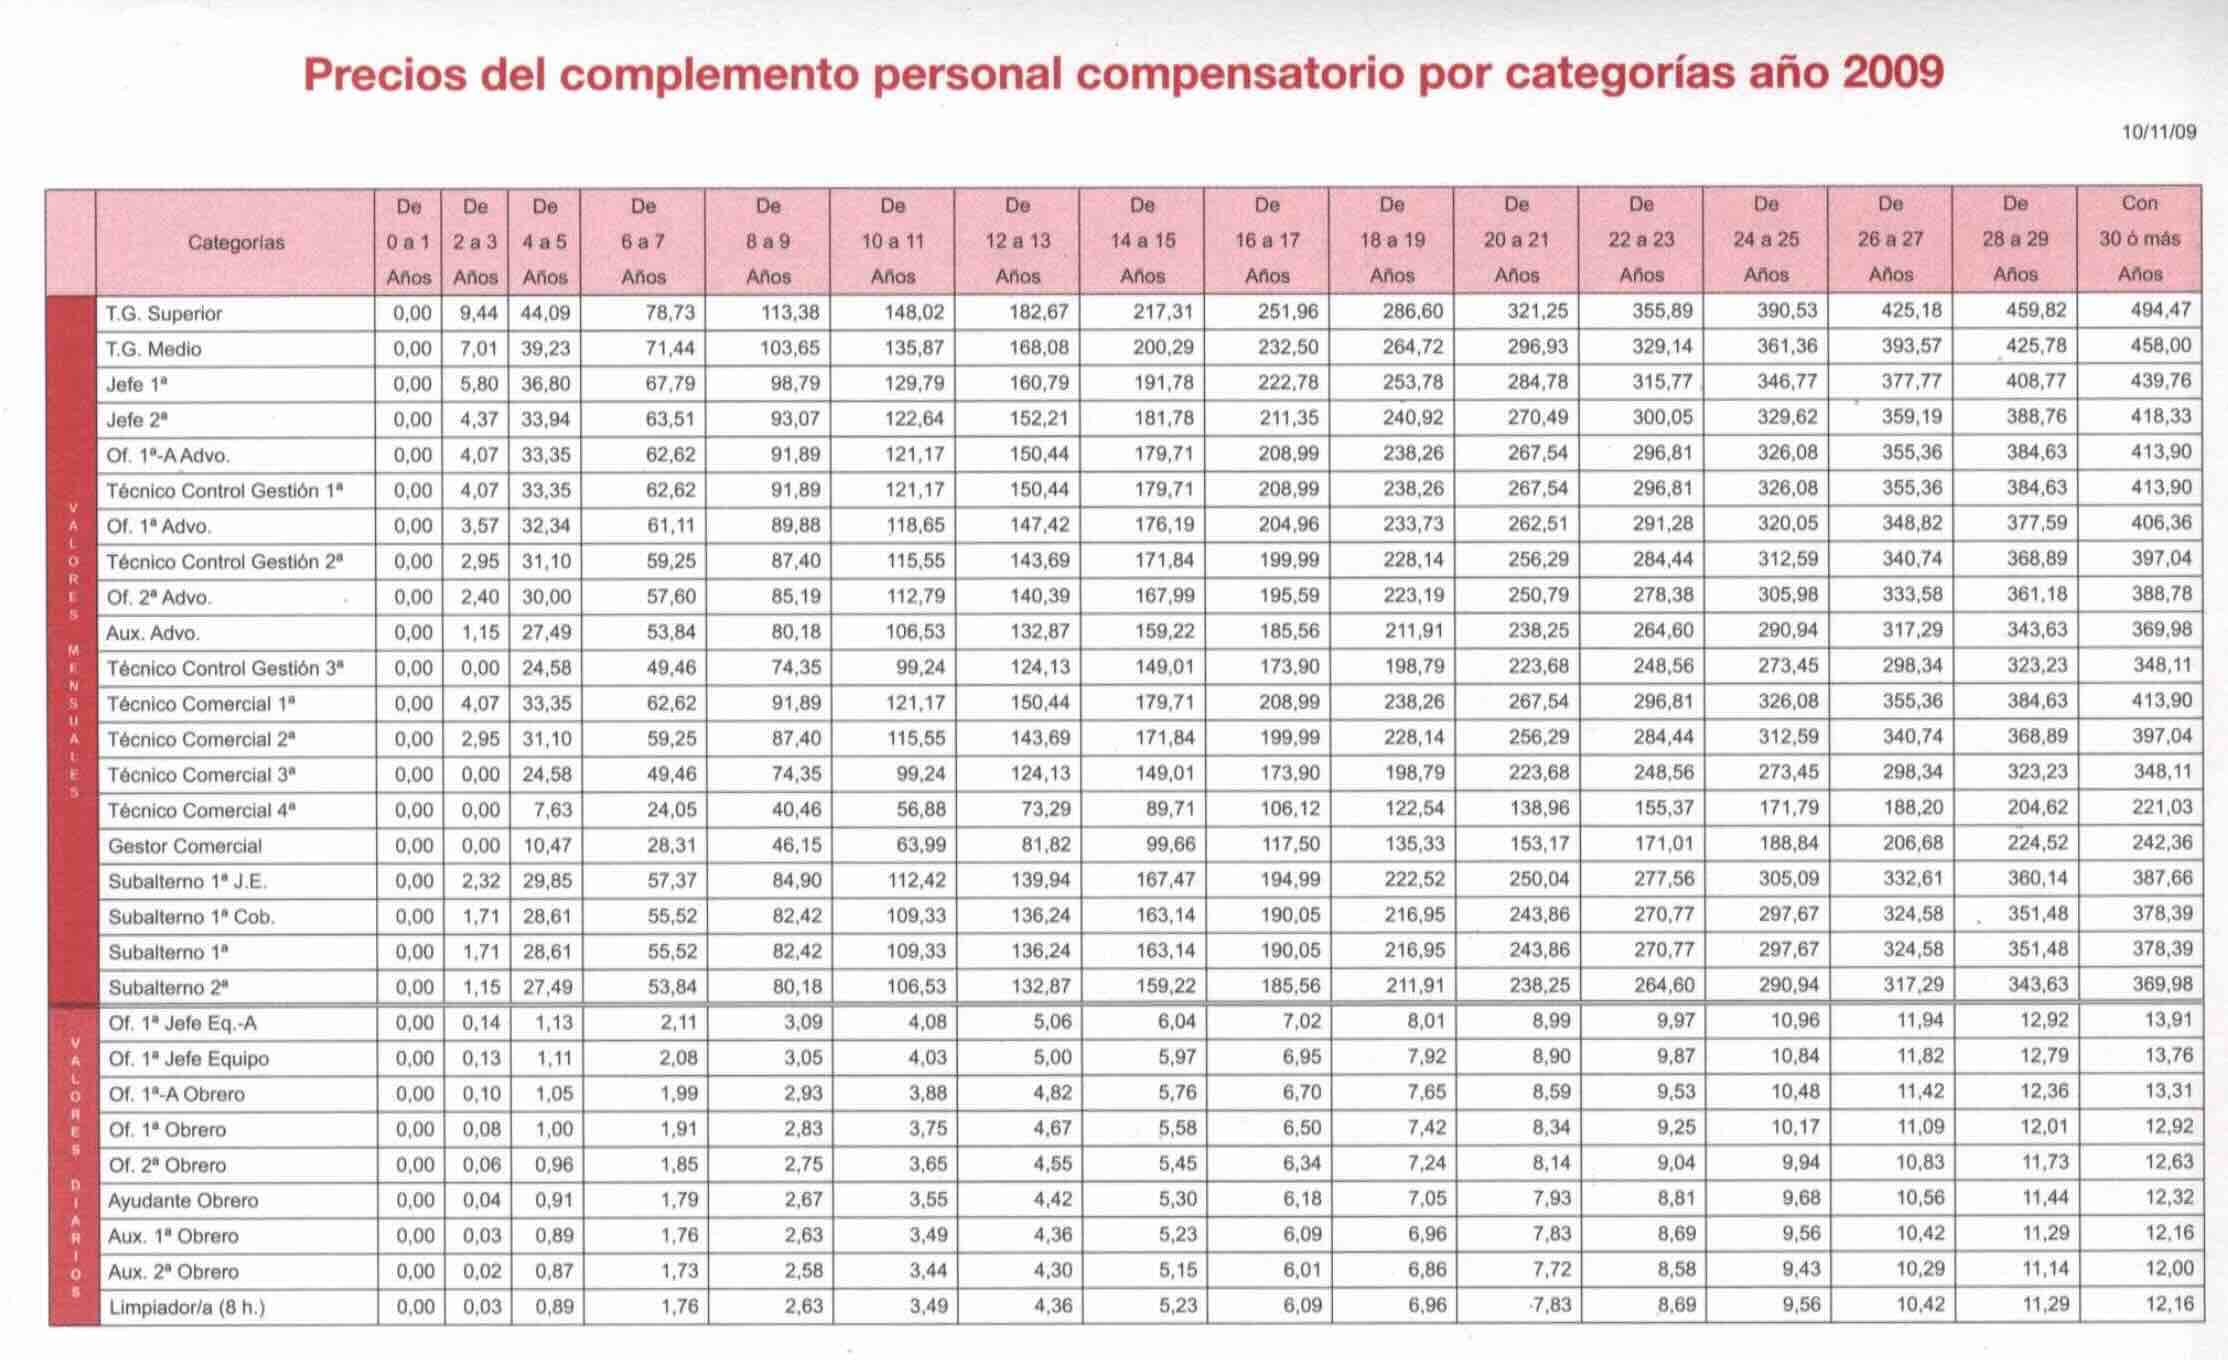 Precios del complemento personal compensatorio por categorías año 2009
10/11/09
Categorías De 0 a 1 Años De 2 a 3 Años De 4 a 5 Años De 6 a 7 Años De 8 a 9 Años De 10 a 11 Años De 12 a 13 Años De 14 a 15 Años De 16 a 17 Años De 18 a 19 Años De 20 a 21 Años De 22 a 23 Años De 24 a 25 Años De 26 a 27 Años De 28 a 29 Años Con 30 ó más Años
VALORES MENSUALES
T.G. Superior 0,00 9,44 44,09 78,73 113,38 148,02 182,67 217,31 251,96 286,60 321,25 355,89 390,53 425,18 459,82 494,47
T.G. Medio 0,00 7,01 39,23 71,44 103,65 135,87 168,08 200,29 232,50 264,72 296,93 329,14 361,36 393,57 425,78 458,00
Jefe 1ª 0,00 5,80 36,80 67,79 98,79 129,79 160,79 191,78 222,78 253,78 284,78 315,77 346,77 377,77 408,77 439,76
Jefe 2ª 0,00 4,37 33,94 63,51 93,07 122,64 152,21 181,78 211,35 240,92 270,49 300,05 329,62 359,19 388,76 418,33
Of. 1ª-A Advo. 0,00 4,07 33,35 62,62 91,89 121,17 150,44 179,71 208,99 238,26 267,54 296,81 326,08 355,36 384,63 413,90
Técnico Control Gestión 1ª 0,00 4,07 33,35 62,62 91,89 121,17 150,44 179,71 208,99 238,26 267,54 296,81 326,08 355,36 384,63 413,90
Of. 1ª Advo. 0,00 3,57 32,34 61,11 89,88 118,65 147,42 176,19 204,96 233,73 262,51 291,28 320,05 348,82 377,59 406,36
Técnico Control Gestión 2ª 0,00 2,95 31,10 59,25 87,40 115,55 143,69 171,84 199,99 228,14 256,29 284,44 312,59 340,74 368,89 397,04
Of. 2ª Advo. 0,00 2,40 30,00 57,60 85,19 112,79 140,39 167,99 195,59 223,19 250,79 278,38 305,98 333,58 361,18 388,78
Aux. Advo. 0,00 1,15 27,49 53,84 80,18 106,53 132,87 159,22 185,56 211,91 238,25 264,60 290,94 317,29 343,63 369,98
Técnico Control Gestión 3ª 0,00 0,00 24,58 49,46 74,35 99,24 124,13 149,01 173,90 198,79 223,68 248,56 273,45 298,34 323,23 348,11
Técnico Comercial 1ª 0,00 4,07 33,35 62,62 91,89 121,17 150,44 179,71 208,99 238,26 267,54 296,81 326,08 355,36 384,63 413,90
Técnico Comercial 2ª 0,00 2,95 31,10 59,25 87,40 115,55 143,69 171,84 199,99 228,14 256,29 284,44 312,59 340,74 368,89 397,04
Técnico Comercial 3ª 0,00 0,00 24,58 49,46 74,35 99,24 124,13 149,01 173,90 198,79 223,68 248,56 273,45 298,34 323,23 348,11
Técnico Comercial 4ª 0,00 0,00 7,63 24,05 40,46 56,88 73,29 89,71 106,12 122,54 138,96 155,37 171,79 188,20 204,62 221,03
Gestor Comercial 0,00 0,00 10,47 28,31 46,15 63,99 81,82 99,66 117,50 135,33 153,17 171,01 188,84 206,68 224,52 242,36
Subalterno 1ª J.E. 0,00 2,32 29,85 57,37 84,90 112,42 139,94 167,47 194,99 222,52 250,04 277,56 305,09 332,61 360,14 387,66
Subalterno 1ª Cob. 0,00 1,71 28,61 55,52 82,42 109,33 136,24 163,14 190,05 216,95 243,86 270,77 297,67 324,58 351,48 378,39
Subalterno 1ª 0,00 1,71 28,61 55,52 82,42 109,33 136,24 163,14 190,05 216,95 243,86 270,77 297,67 324,58 351,48 378,39
Subalterno 2ª 0,00 1,15 27,49 53,84 80,18 106,53 132,87 159,22 185,56 211,91 238,25 264,60 290,94 317,29 343,63 369,98
VALORES DIARIOS
Of. 1ª Jefe Eq.-A 0,00 0,14 1,13 2,11 3,09 4,08 5,06 6,04 7,02 8,01 8,99 9,97 10,96 11,94 12,92 13,91
Of. 1ª Jefe Equipo 0,00 0,13 1,11 2,08 3,05 4,03 5,00 5,97 6,95 7,92 8,90 9,87 10,84 11,82 12,79 13,76
Of. 1ª-A Obrero 0,00 0,10 1,05 1,99 2,93 3,88 4,82 5,76 6,70 7,65 8,59 9,53 10,48 11,42 12,36 13,31
Of. 1ª Obrero 0,00 0,08 1,00 1,91 2,83 3,75 4,67 5,58 6,50 7,42 8,34 9,25 10,17 11,09 12,01 12,92
Of. 2ª Obrero 0,00 0,06 0,96 1,85 2,75 3,65 4,55 5,45 6,34 7,24 8,14 9,04 9,94 10,83 11,73 12,63
Ayudante Obrero 0,00 0,04 0,91 1,79 2,67 3,55 4,42 5,30 6,18 7,05 7,93 8,81 9,68 10,56 11,44 12,32
Aux. 1ª Obrero 0,00 0,03 0,89 1,76 2,63 3,49 4,36 5,23 6,09 6,96 7,83 8,69 9,56 10,42 11,29 12,16
Aux. 2ª Obrero 0,00 0,02 0,87 1,73 2,58 3,44 4,30 5,15 6,01 6,86 7,72 8,58 9,43 10,29 11,14 12,00
Limpiador/a (8 h.) 0,00 0,03 0,89 1,76 2,63 3,49 4,36 5,23 6,09 6,96 7,83 8,69 9,56 10,42 11,29 12,16